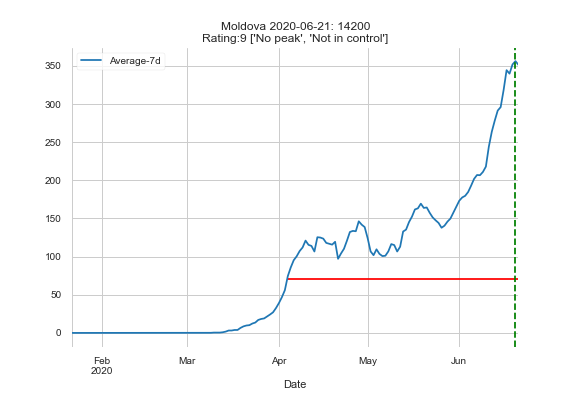 Moldova 2020-06-21: 14200
Rating:9 ['No peak', 'Not in control']
Average-7d
350
300
250
200
150
100
50
0
Feb
2020
Mar
Apr
May
Jun
Date